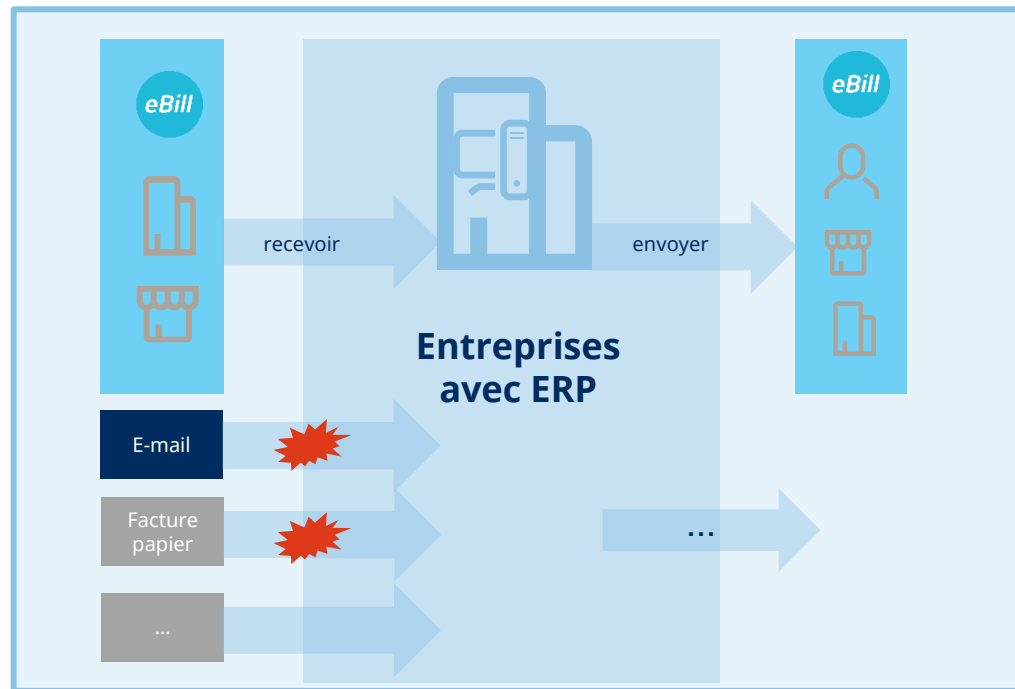 eBill
eBill
recevoir
envoyer
Entreprises
avec ERP
E-mail
Facture
papier
...
...